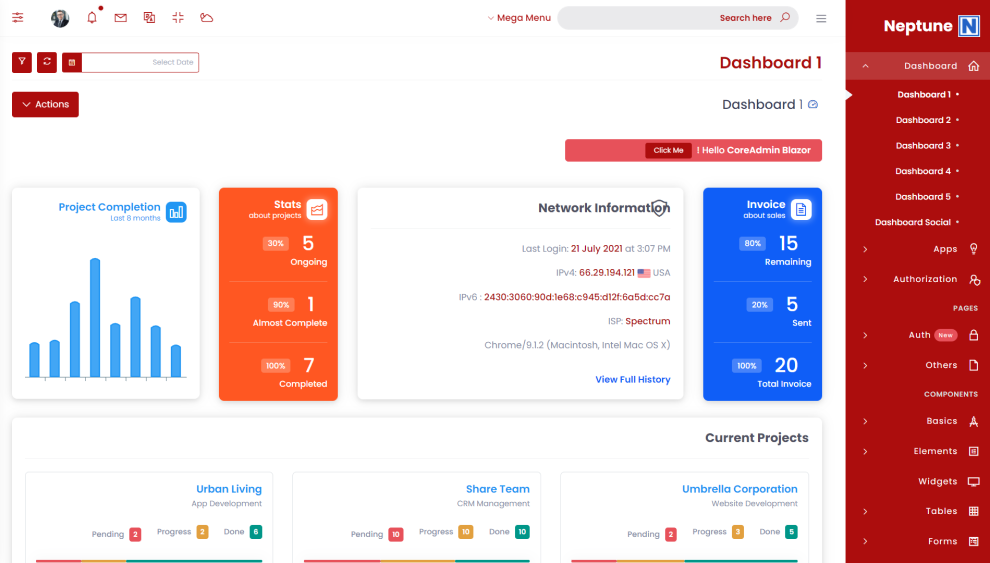 Mega Menu
Search here
Neptune N
Select Date
Dashboard 1
Actions
Dashboard 1
Click Me ! Hello CoreAdmin Blazor
Project Completion
Last 8 months
Stats
about projects
30% 5
Ongoing
90% 1
Almost Complete
100% 7
Completed
Network Information
Last Login: 21 July 2021 at 3:07 PM
IPv4: 66.29.194.121 USA
IPv6 : 2430:3060:90d:1e68:c945:d12f:6a5d:cc7a
ISP: Spectrum
Chrome/9.1.2 (Macintosh, Intel Mac OS X)
View Full History
Invoice
about sales
80% 15
Remaining
20% 5
Sent
100% 20
Total Invoice
Current Projects
Urban Living
App Development
Pending 2 Progress 2 Done 6
Share Team
CRM Management
Pending 10 Progress 10 Done 10
Umbrella Corporation
Website Development
Pending 2 Progress 3 Done 5
Dashboard
Dashboard 1 •
Dashboard 2 •
Dashboard 3 •
Dashboard 4 •
Dashboard 5 •
Dashboard Social •
Apps
Authorization
PAGES
Auth New
Others
COMPONENTS
Basics
Elements
Widgets
Tables
Forms